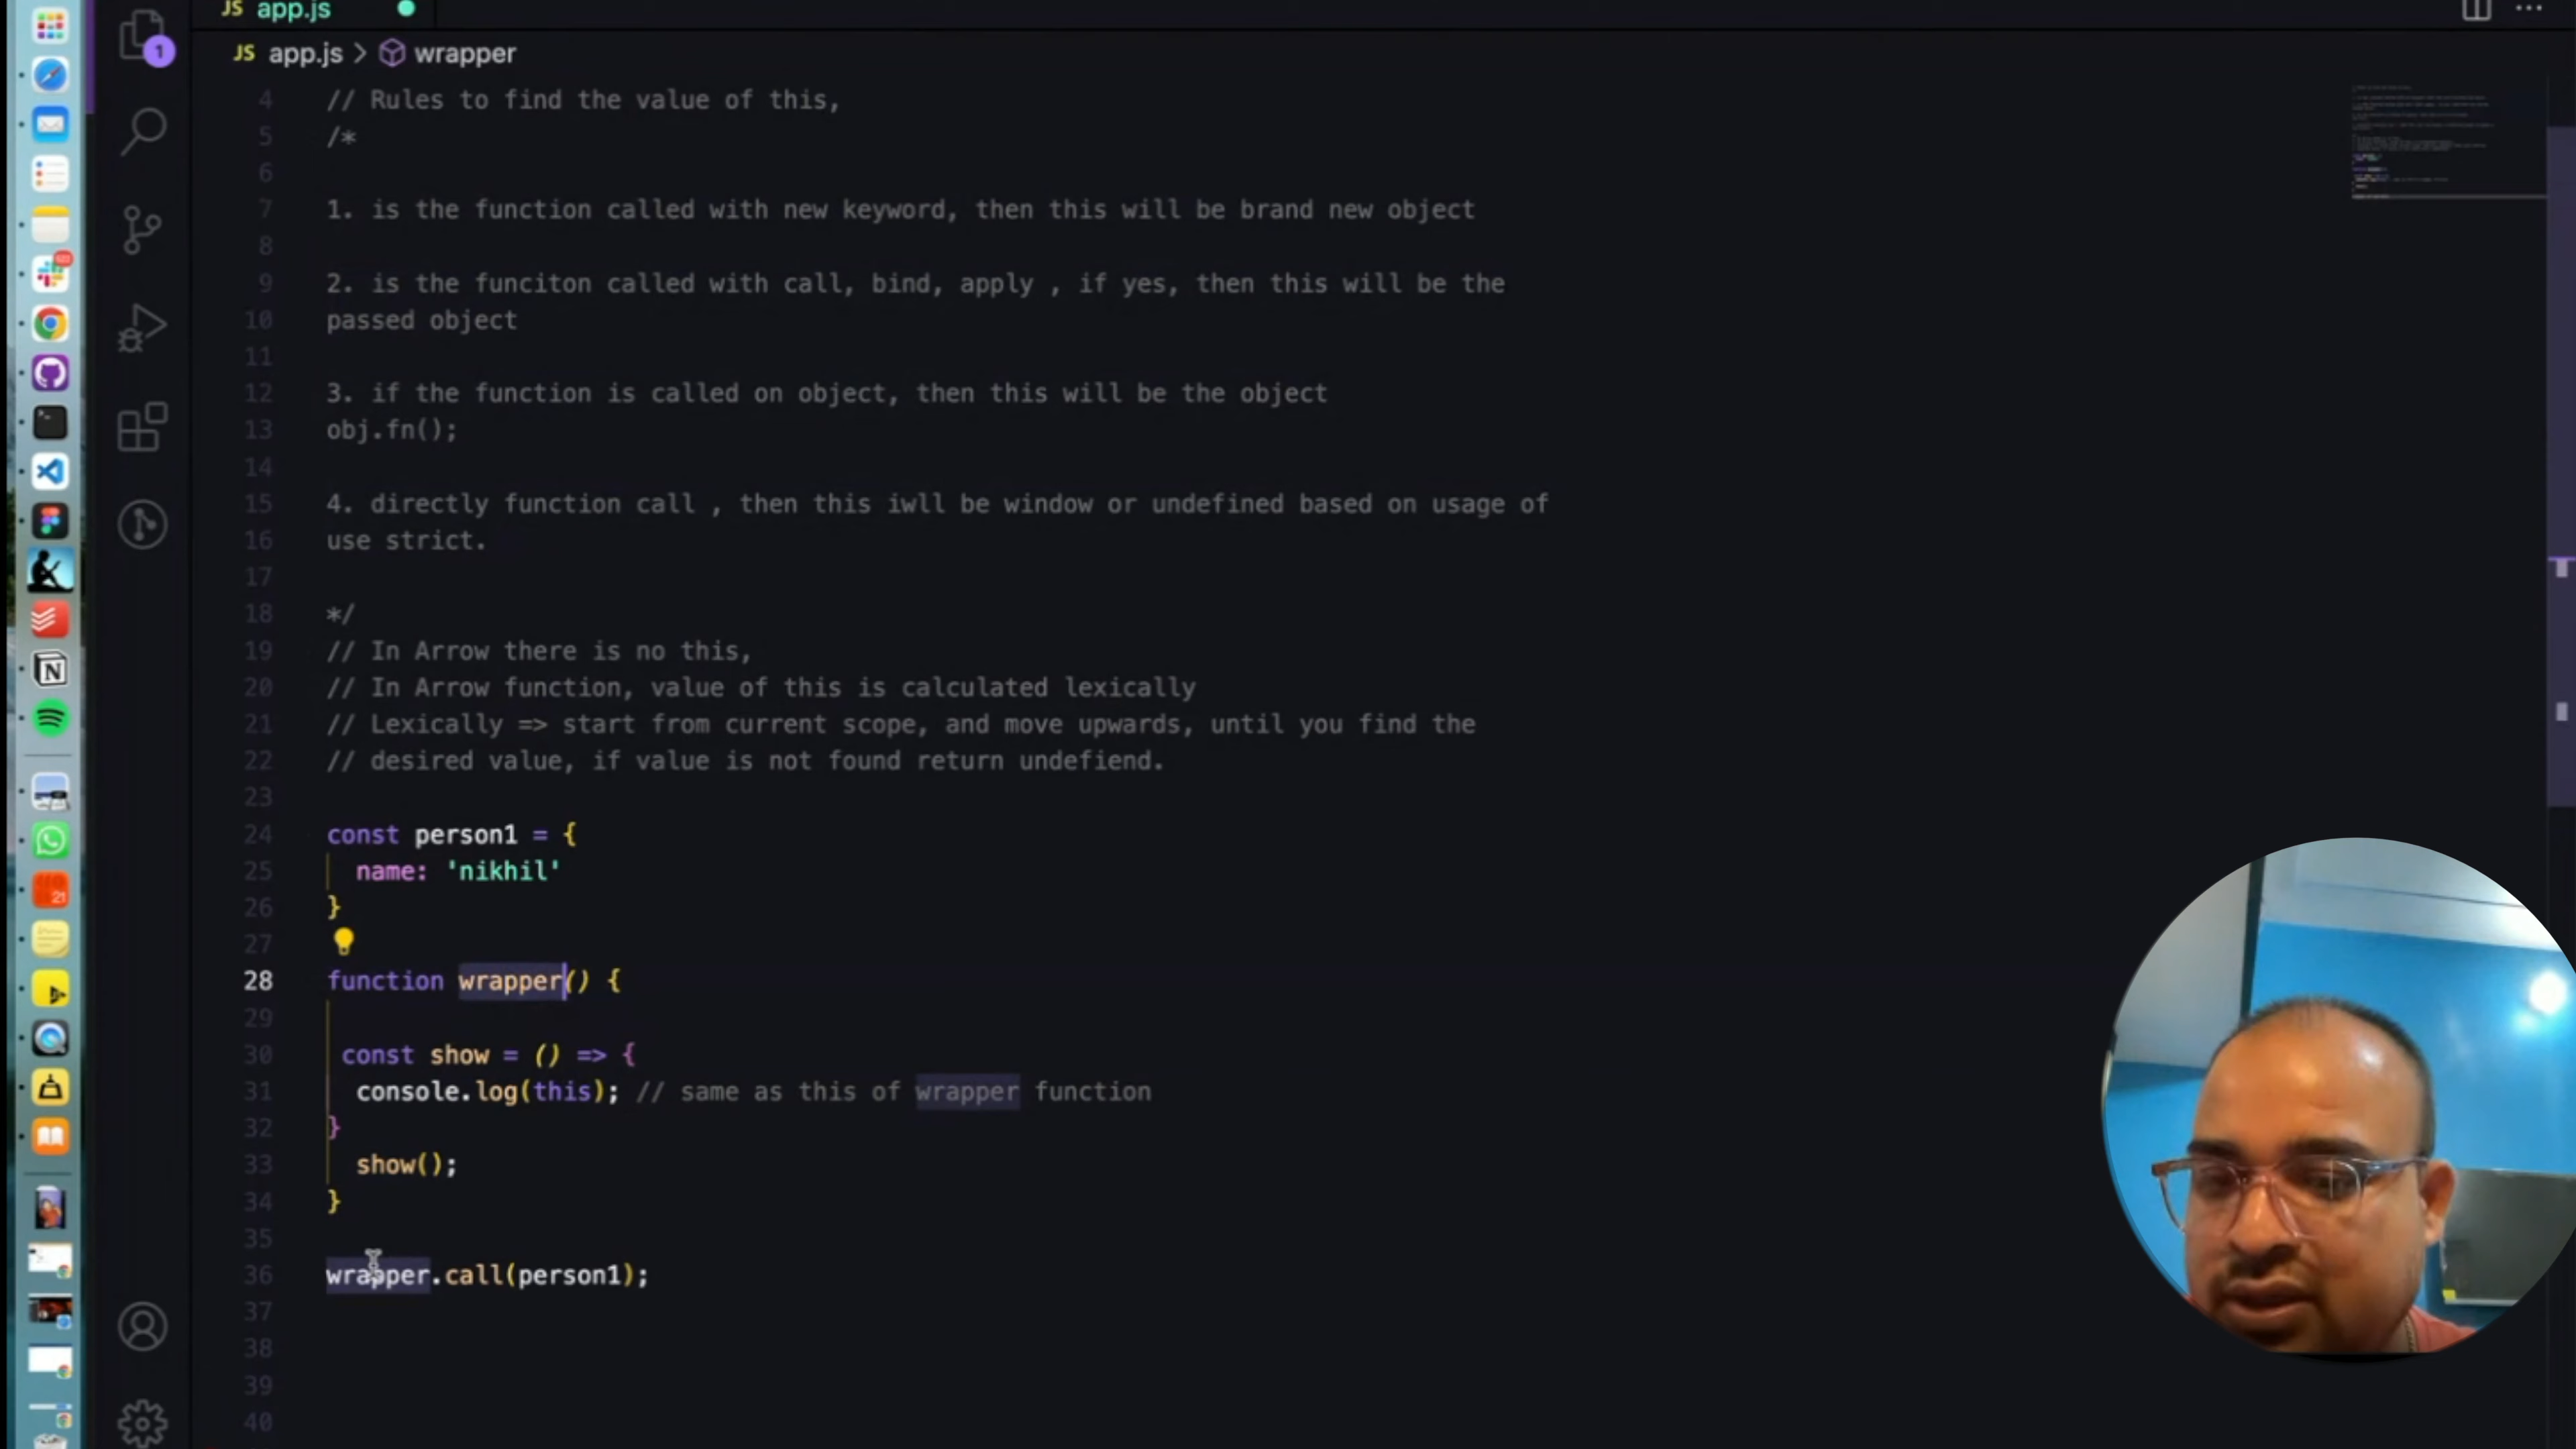 JS app.js
JS app.js > wrapper
1
4 // Rules to find the value of this,
5 /*
6
7 1. is the function called with new keyword, then this will be brand new object
8
9 2. is the funciton called with call, bind, apply , if yes, then this will be the
10 passed object
11
12 3. if the function is called on object, then this will be the object
13 obj.fn();
14
15 4. directly function call , then this iwll be window or undefined based on usage of
16 use strict.
17
18 */
19 // In Arrow there is no this,
20 // In Arrow function, value of this is calculated lexically
21 // Lexically => start from current scope, and move upwards, until you find the
22 // desired value, if value is not found return undefiend.
23
24 const person1 = {
25 name: 'nikhil'
26 }
27
28 function wrapper() {
29
30 const show = () => {
31 console.log(this); // same as this of wrapper function
32 }
33 show();
34 }
35
36 wrapper.call(person1);
37
38
39
40